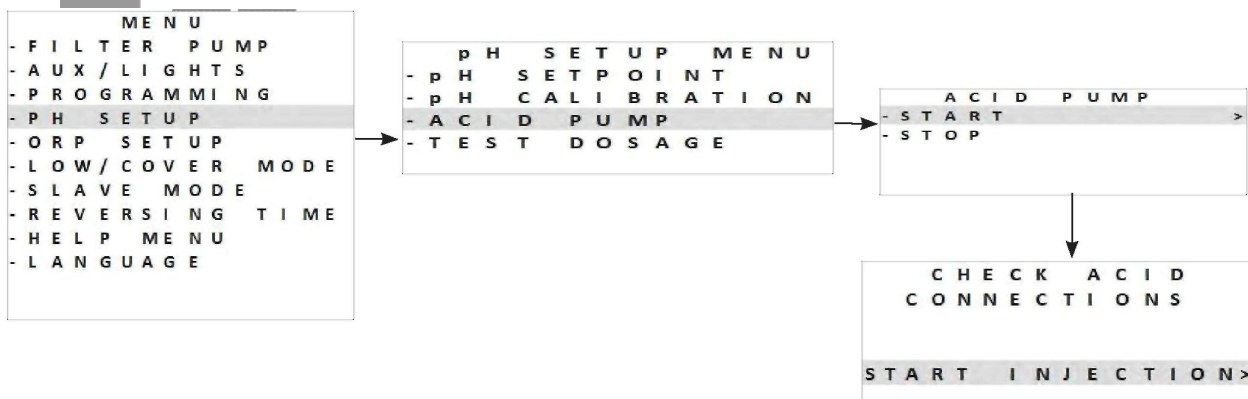 MENU
- FILTER PUMP
- AUX/LIGHTS
- PROGRAMMING
- PH SETUP
- ORP SETUP
- LOW/COVER MODE
- SLAVE MODE
- REVERSING TIME
- HELP MENU
- LANGUAGE
pH SETUP MENU
- pH SETPOINT
- pH CALIBRATION
- ACID PUMP
- TEST DOSAGE
ACID PUMP
- START >
- STOP
CHECK ACID
CONNECTIONS
START INJECTION>